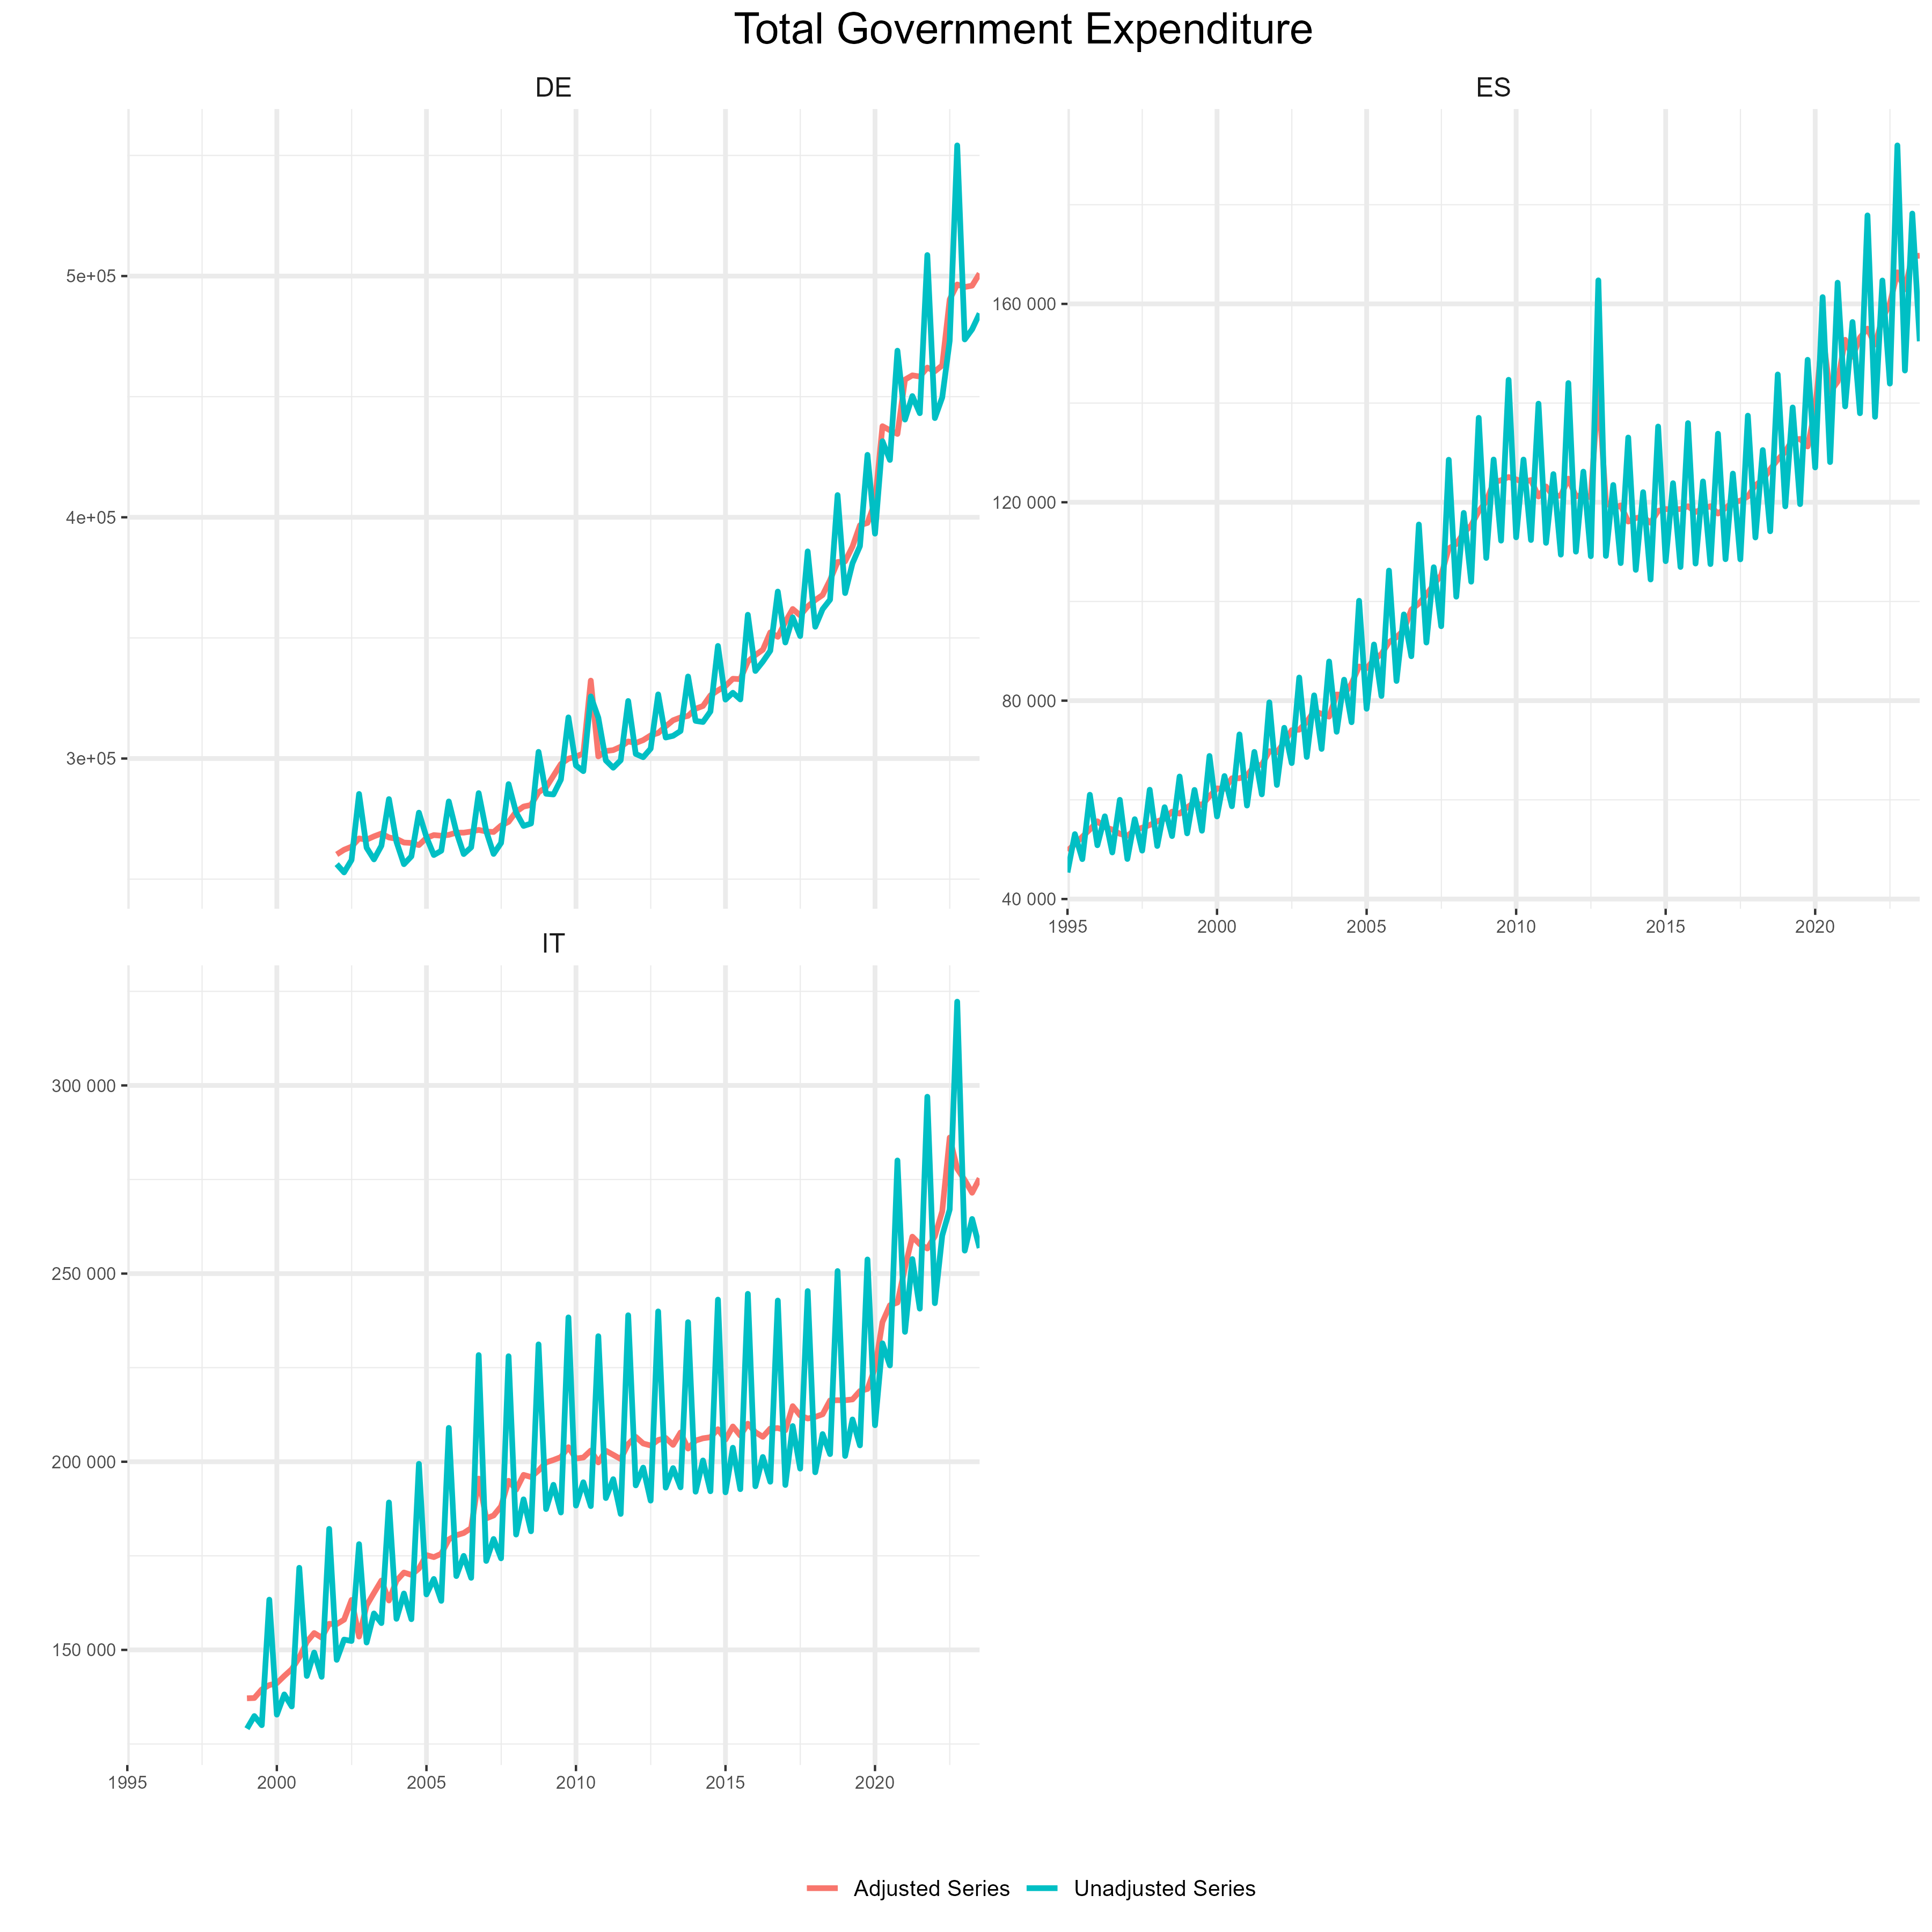 Total Government Expenditure
DE
ES
5e+05
4e+05
3e+05
160 000
120 000
80 000
40 000
1995 2000 2005 2010 2015 2020
IT
300 000
250 000
200 000
150 000
1995 2000 2005 2010 2015 2020
Adjusted Series Unadjusted Series